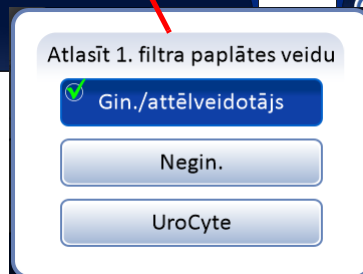 Atlasīt 1. filtra paplātes veidu
Gin./attēlveidotājs
Negin.
UroCyte